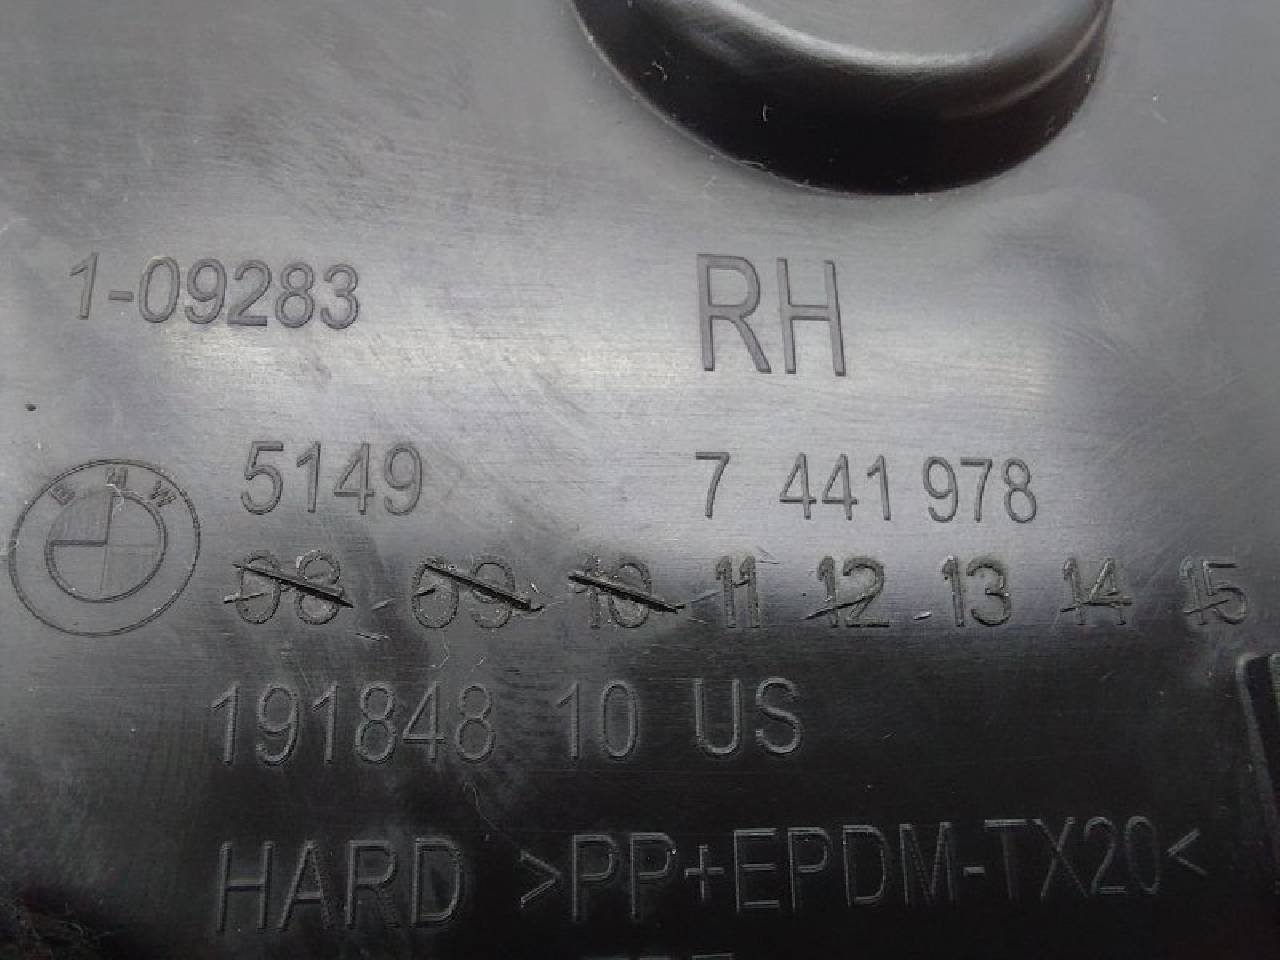 1-09283 RH
BMW 5149 7 441 978
08 09 10 11 12 13 14 15
191848 10 US
HARD >PP+EPDM-TX20<